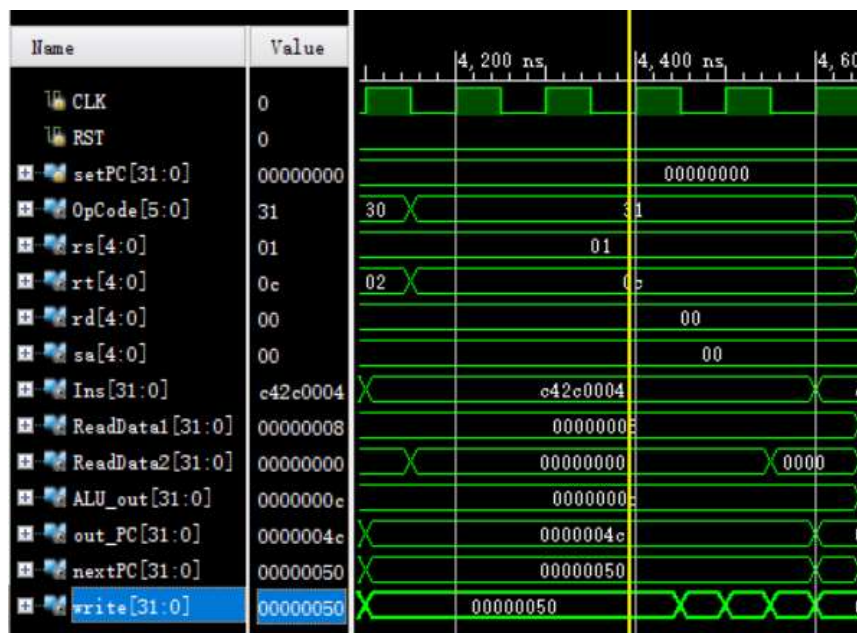 Name Value
4,200 ns 4,400 ns 4,60
CLK 0
RST 0
setPC[31:0] 00000000 00000000
OpCode[5:0] 31 30 31
rs[4:0] 01 01
rt[4:0] 0c 02 0c
rd[4:0] 00 00
sa[4:0] 00 00
Ins[31:0] c42c0004 c42c0004
ReadData1[31:0] 00000008 00000008
ReadData2[31:0] 00000000 00000000 0000
ALU_out[31:0] 0000000c 0000000c
out_PC[31:0] 0000004c 0000004c
nextPC[31:0] 00000050 00000050
write[31:0] 00000050 00000050